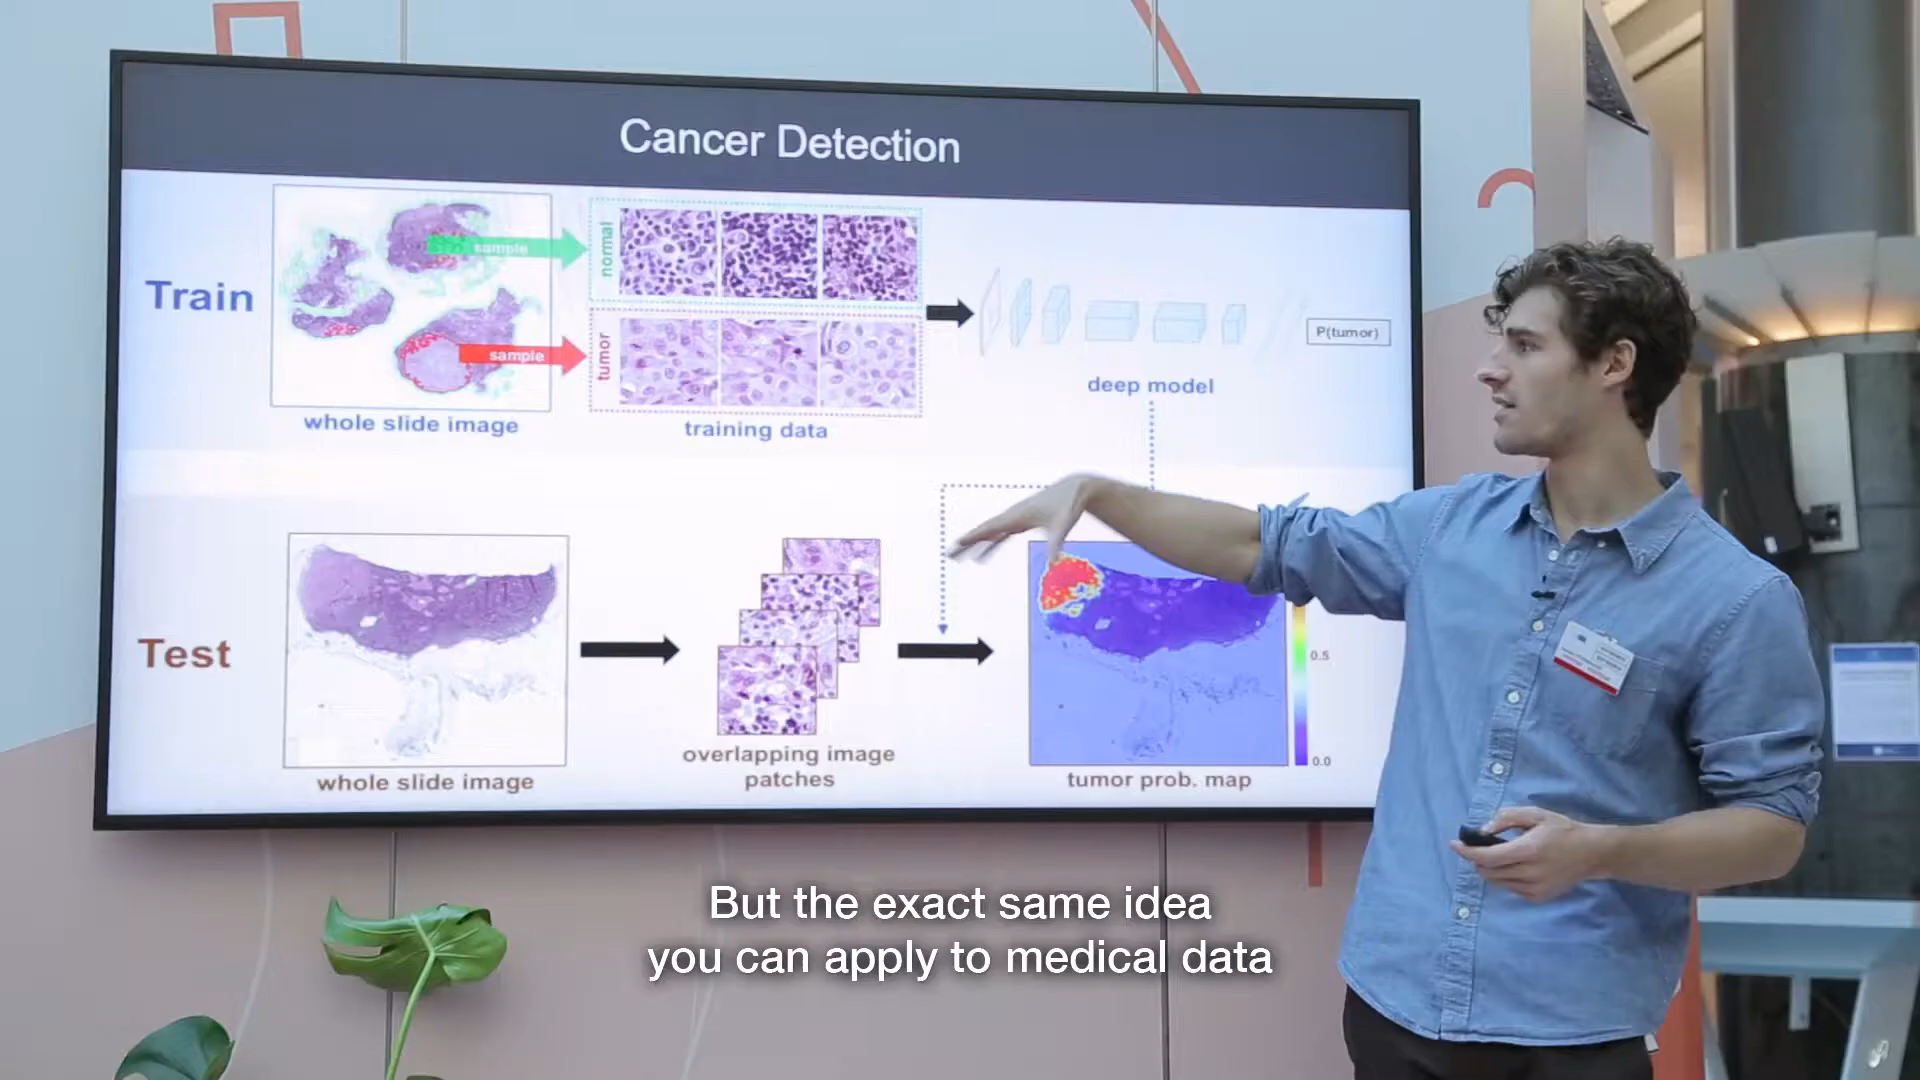 Cancer Detection
Train
sample
sample
normal
tumor
whole slide image
training data
deep model
P(tumor)
Test
whole slide image
overlapping image
patches
tumor prob. map
0.5
0.0
But the exact same idea
you can apply to medical data